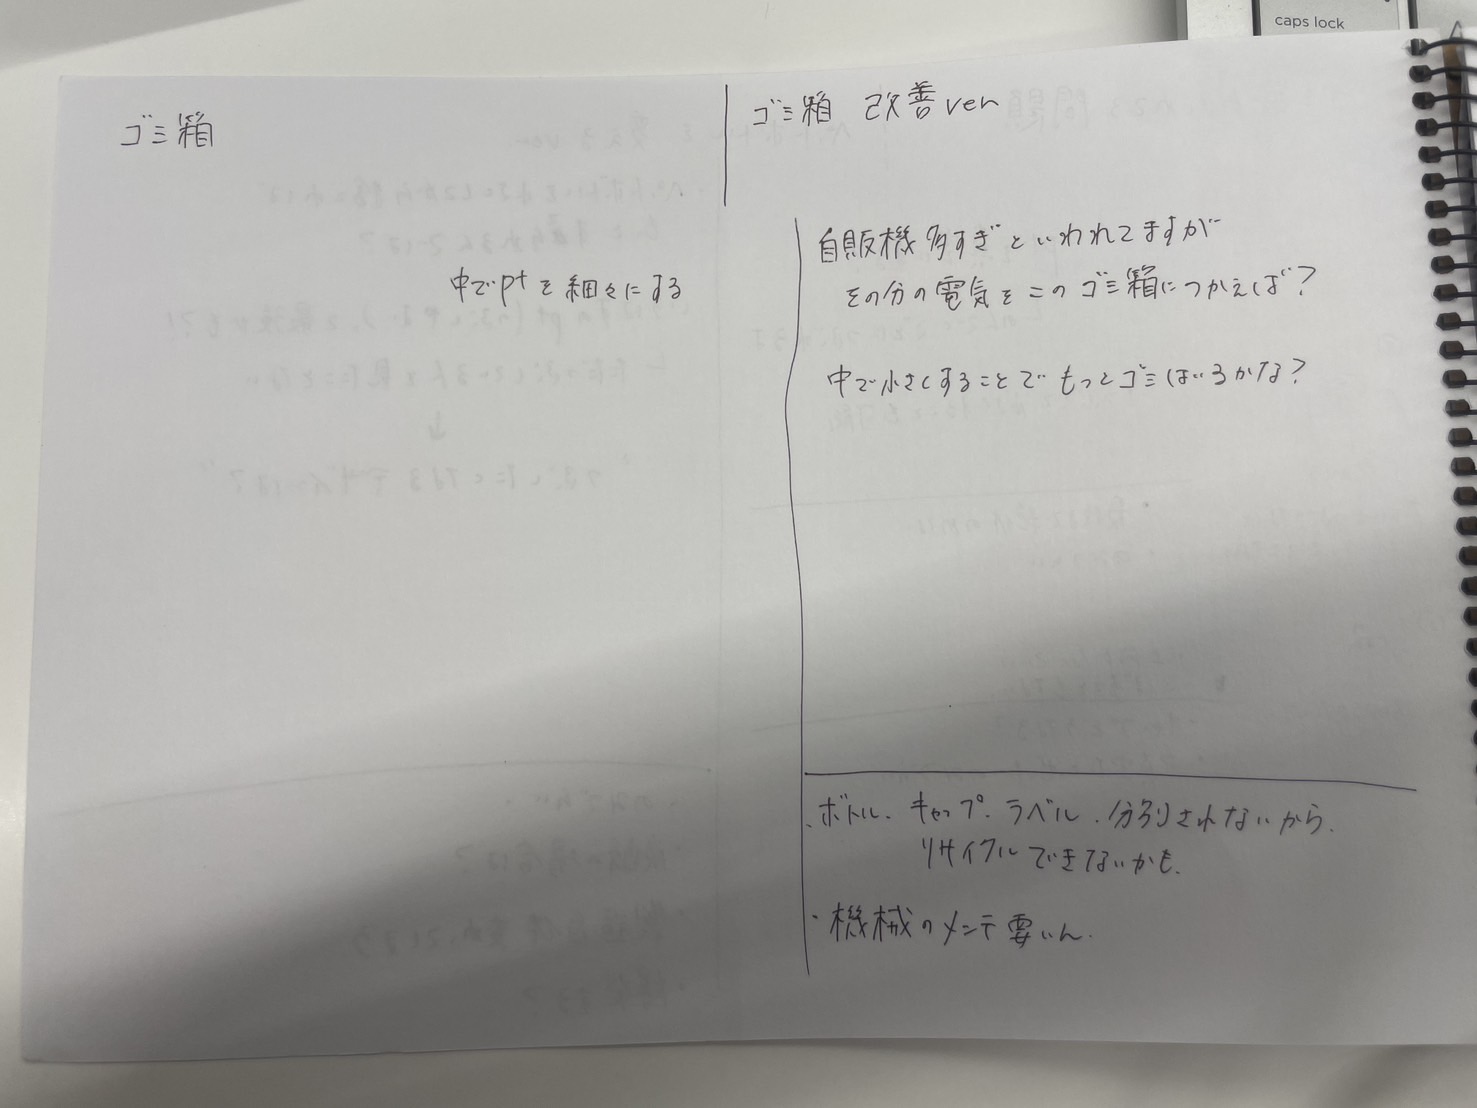 caps lock
ゴミ箱
中でptを細々にする
ゴミ箱 改善ver
自販機多すぎといわれてますが
その分の電気をこのゴミ箱につかえば?
中で小さくすることでもっとゴミはいるかな?
・ボトル、キャップ、ラベル、分別されないから、
リサイクルできないかも、
・機械のメンテ要いん、